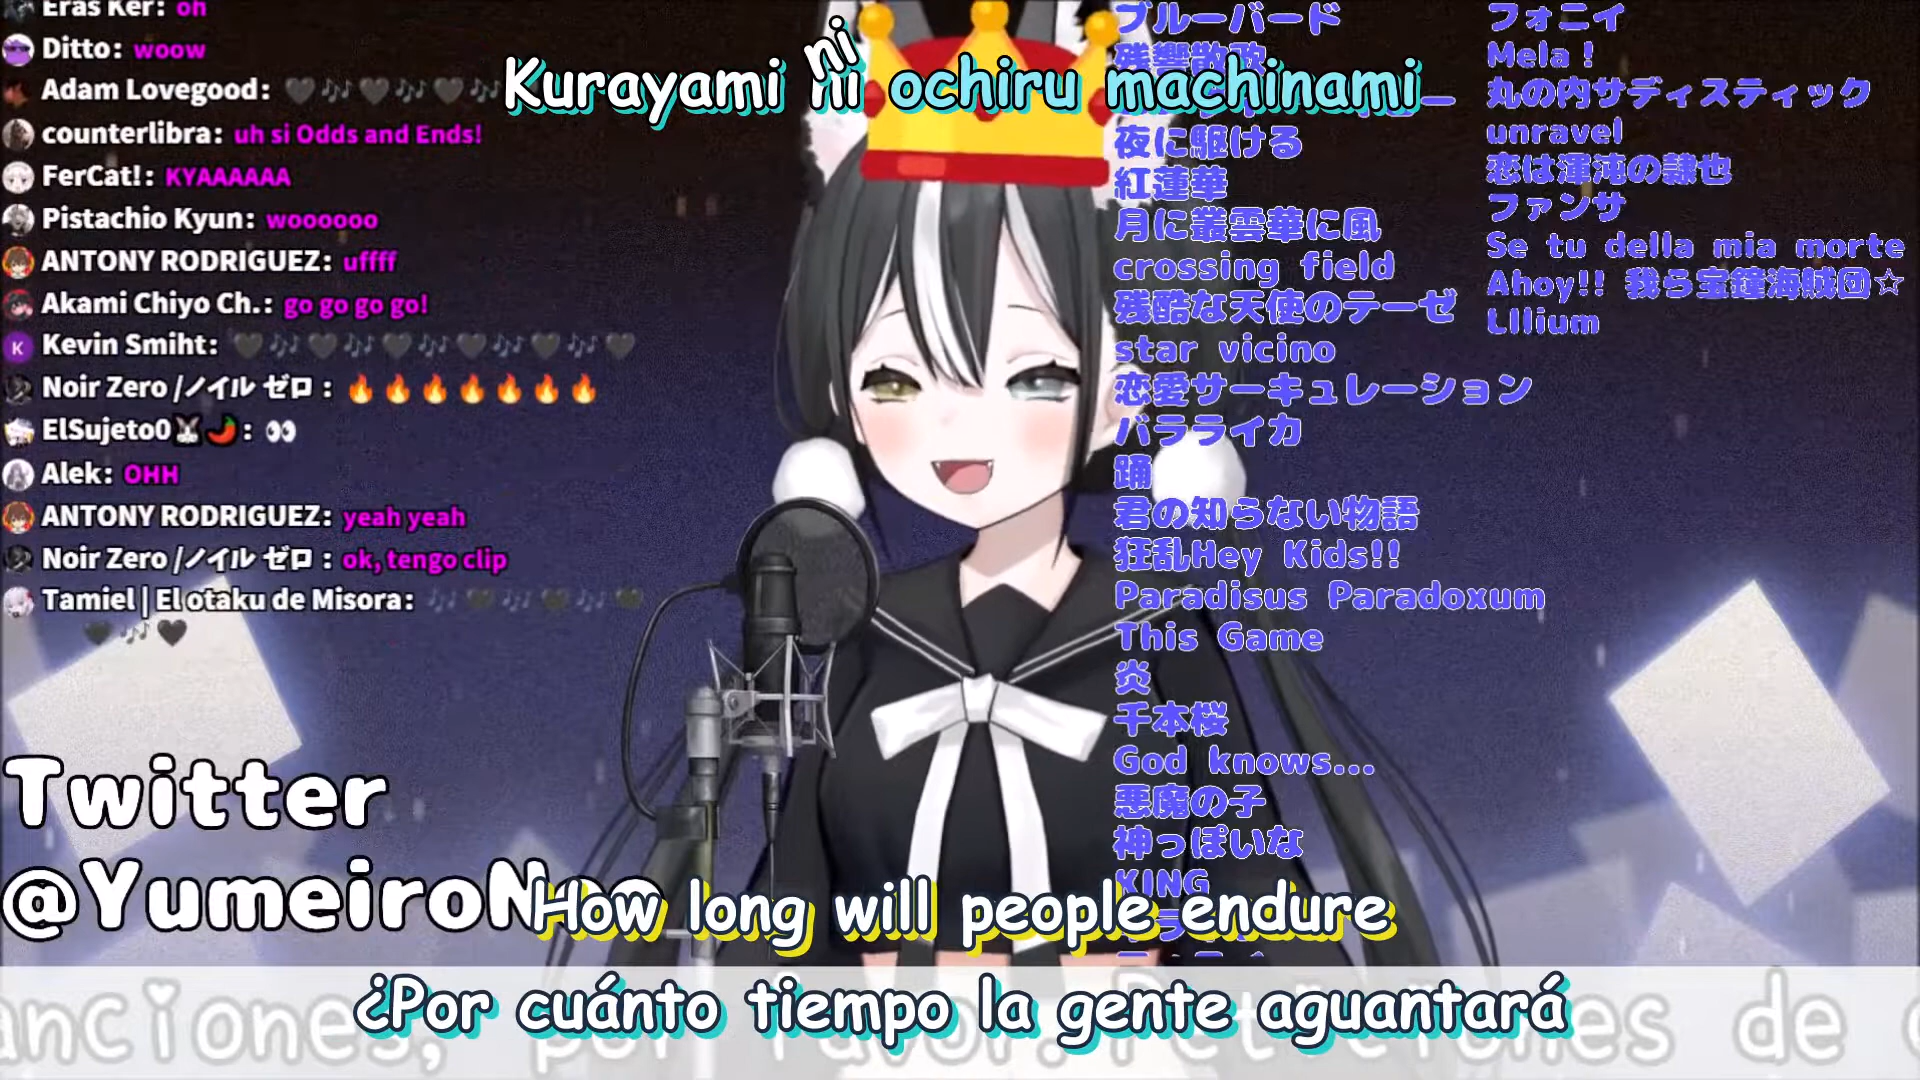 Eras Ker: oh
Ditto: woow
Adam Lovegood: 🖤🎶🖤🎶🖤🎶
counterlibra: uh si Odds and Ends!
FerCat!: KYAAAAAA
Pistachio Kyun: woooooo
ANTONY RODRIGUEZ: uffff
Akami Chiyo Ch.: go go go go!
K
Kevin Smiht: 🖤🎶🖤🎶🖤🎶🖤🎶🖤🎶🖤
Noir Zero /ノイル ゼロ : 🔥🔥🔥🔥🔥🔥🔥
ElSujeto0🐰🌶️: 👀
Alek: OHH
ANTONY RODRIGUEZ: yeah yeah
Noir Zero /ノイル ゼロ : ok, tengo clip
Tamiel | El otaku de Misora: 🎶🖤🎶🖤🎶🖤
🖤🎶🖤
Kurayami ni ochiru machinami
ni
ブルーバード
残響散歌
夜に駆ける
紅蓮華
月に叢雲華に風
crossing field
残酷な天使のテーゼ
star vicino
恋愛サーキュレーション
バラライカ
踊
君の知らない物語
狂乱Hey Kids!!
Paradisus Paradoxum
This Game
炎
千本桜
God knows...
悪魔の子
神っぽいな
KING
フォニイ
Mela!
丸の内サディスティック
unravel
恋は渾沌の隷也
ファンサ
Se tu della mia morte
Ahoy!! 我ら宝鐘海賊団☆
LIlium
Twitter
@YumeiroN
How long will people endure
¿Por cuánto tiempo la gente aguantará
anciones, por favor. Peticiones de